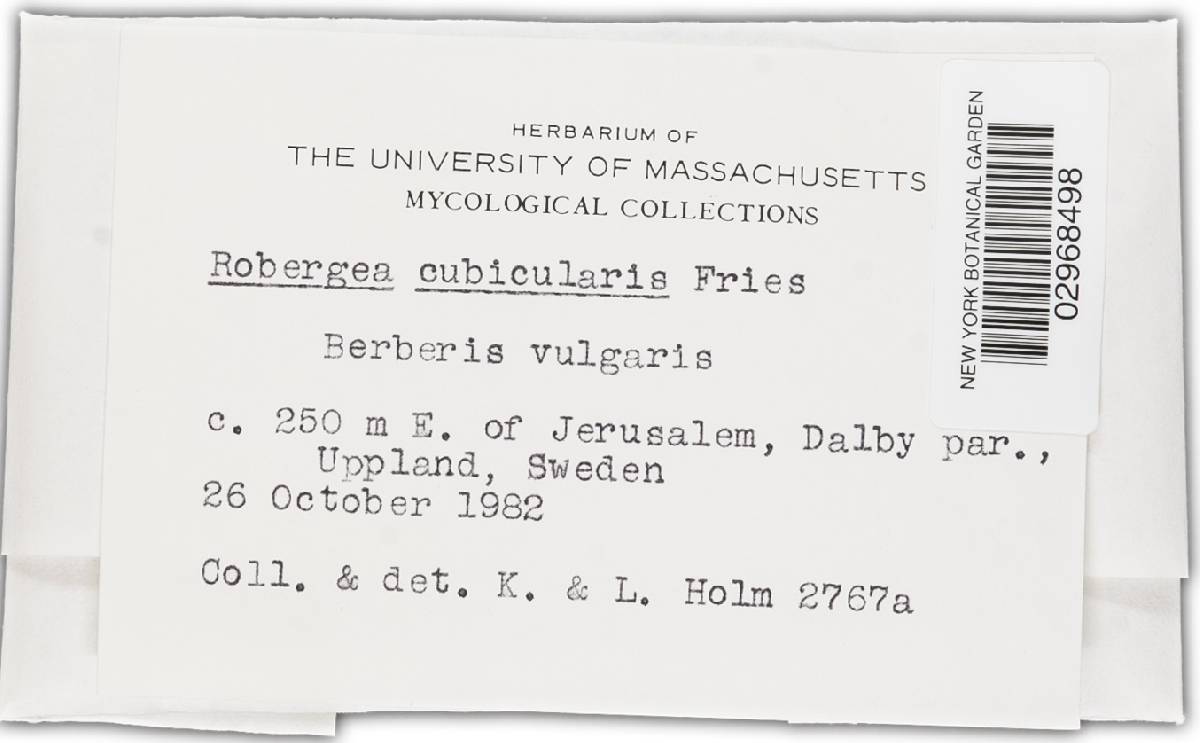 HERBARIUM OF
THE UNIVERSITY OF MASSACHUSETTS
MYCOLOGICAL COLLECTIONS
Robergea cubicularis Fries
Berberis vulgaris
c. 250 m E. of Jerusalem, Dalby par.,
Uppland, Sweden
26 October 1982
Coll. & det. K. & L. Holm 2767a
NEW YORK BOTANICAL GARDEN
02968498